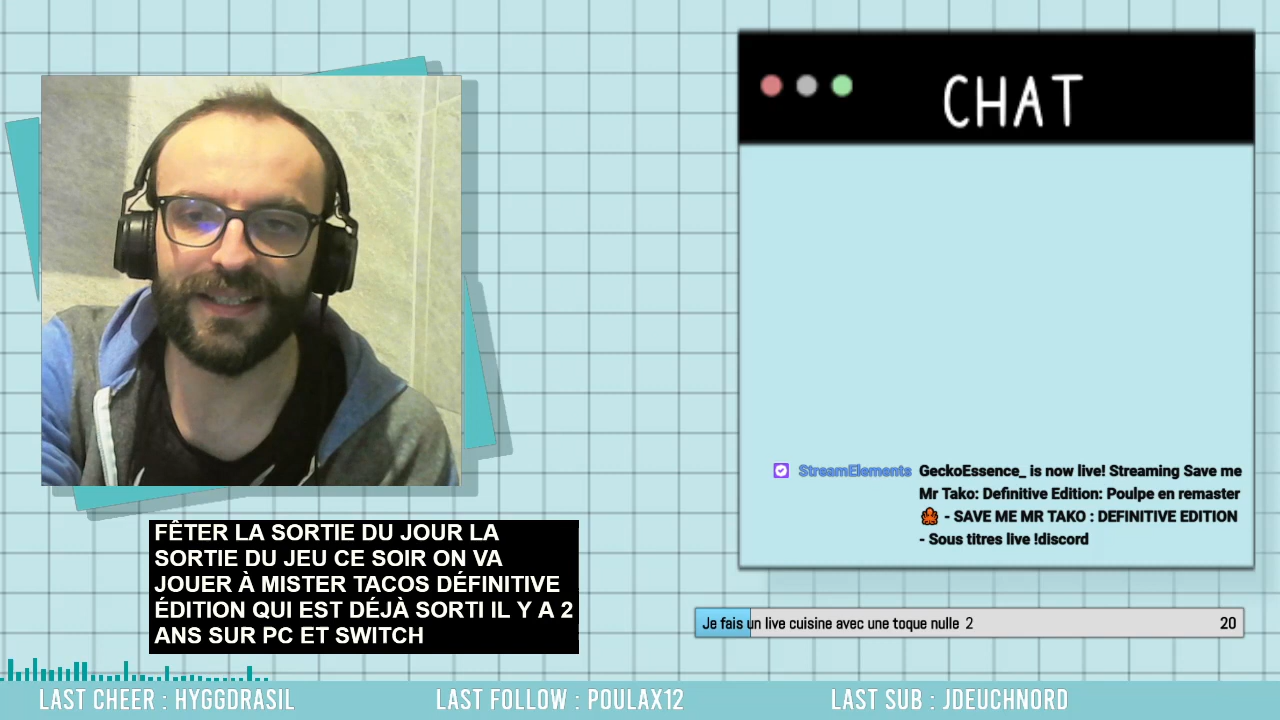 CHAT
StreamElements GeckoEssence_ is now live! Streaming Save me
Mr Tako: Definitive Edition: Poulpe en remaster
- SAVE ME MR TAKO : DEFINITIVE EDITION
- Sous titres live !discord
FÊTER LA SORTIE DU JOUR LA
SORTIE DU JEU CE SOIR ON VA
JOUER À MISTER TACOS DÉFINITIVE
ÉDITION QUI EST DÉJÀ SORTI IL Y A 2
ANS SUR PC ET SWITCH
Je fais un live cuisine avec une toque nulle 2 20
LAST CHEER : HYGGDRASIL LAST FOLLOW : POULAX12 LAST SUB : JDEUCHNORD